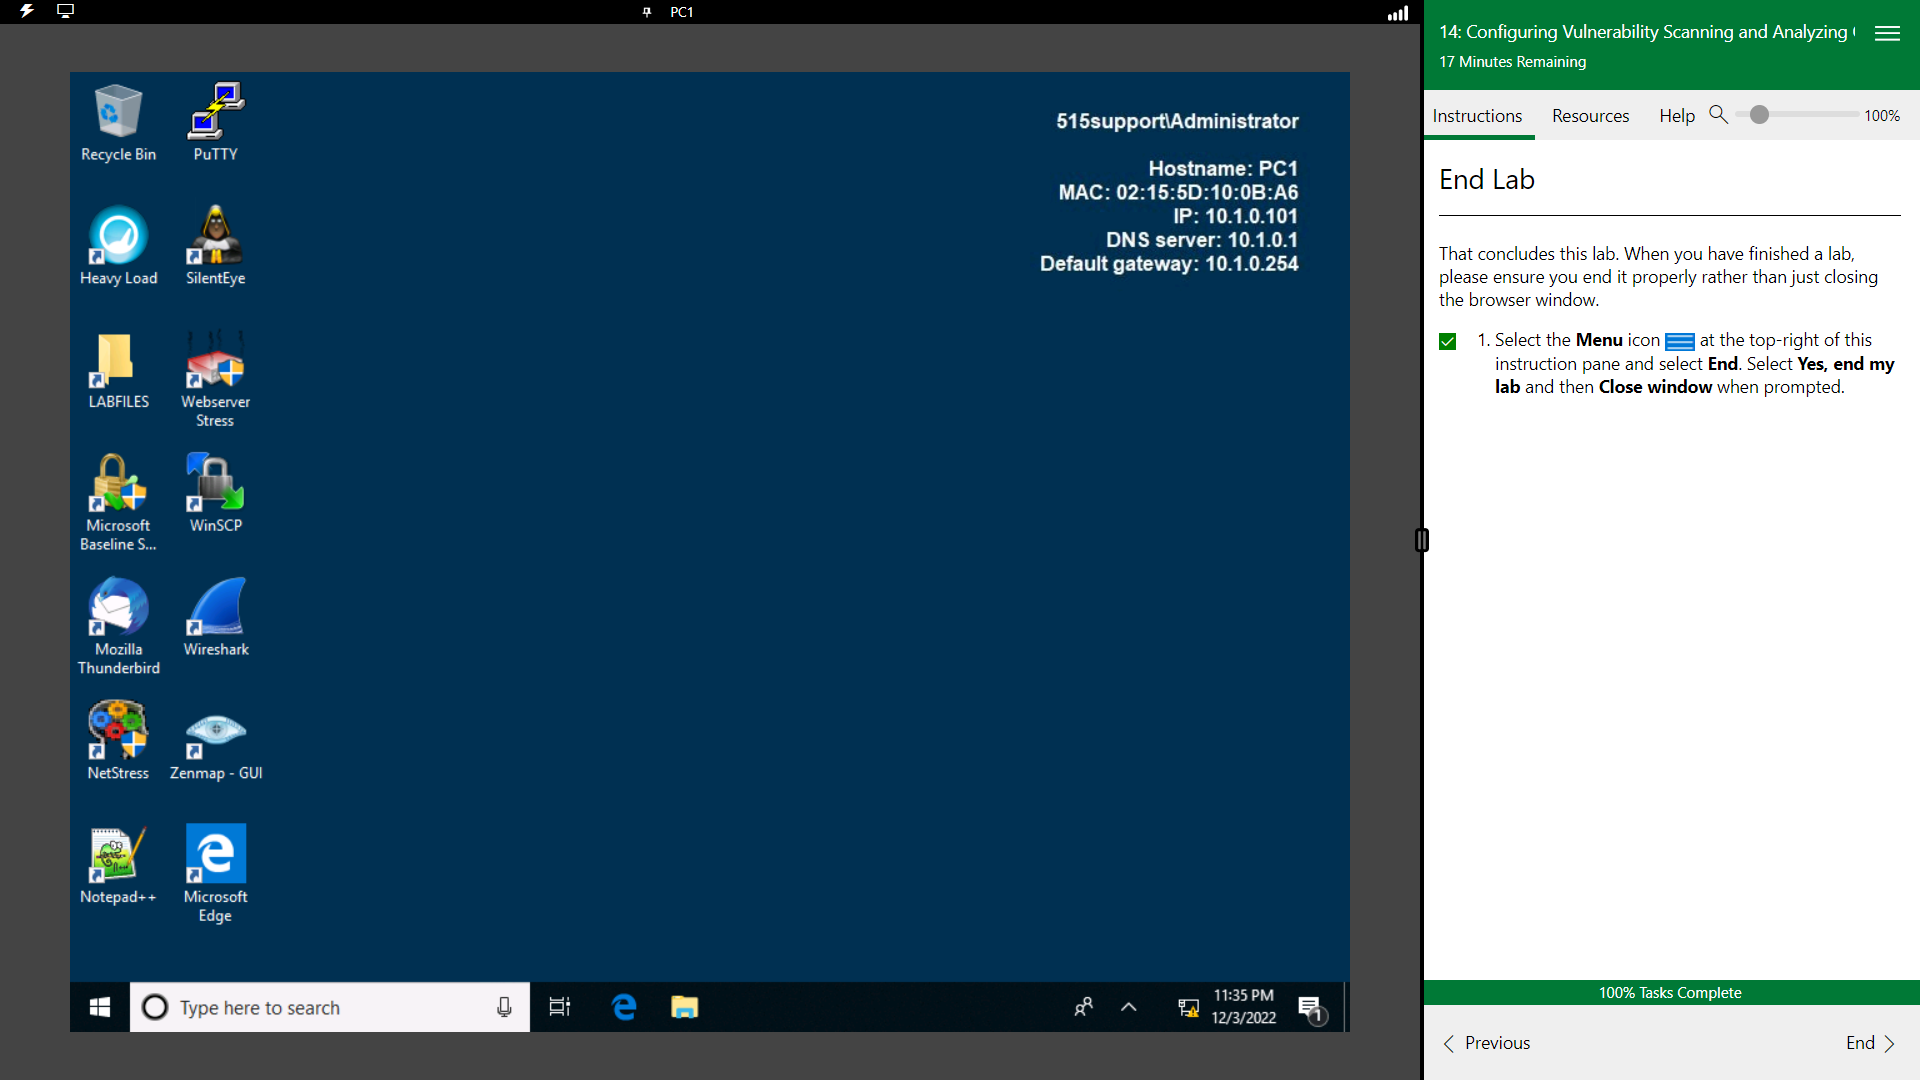 PC1
Recycle Bin
PuTTY
Heavy Load
SilentEye
LABFILES
Webserver
Stress
Microsoft
Baseline S...
WinSCP
Mozilla
Thunderbird
Wireshark
NetStress
Zenmap - GUI
Notepad++
Microsoft
Edge
515support\Administrator
Hostname: PC1
MAC: 02:15:5D:10:0B:A6
IP: 10.1.0.101
DNS server: 10.1.0.1
Default gateway: 10.1.0.254
Type here to search
11:35 PM
12/3/2022
1
14: Configuring Vulnerability Scanning and Analyzing
17 Minutes Remaining
Instructions
Resources
Help
100%
End Lab
That concludes this lab. When you have finished a lab,
please ensure you end it properly rather than just closing
the browser window.
1. Select the Menu icon at the top-right of this
instruction pane and select End. Select Yes, end my
lab and then Close window when prompted.
100% Tasks Complete
Previous
End